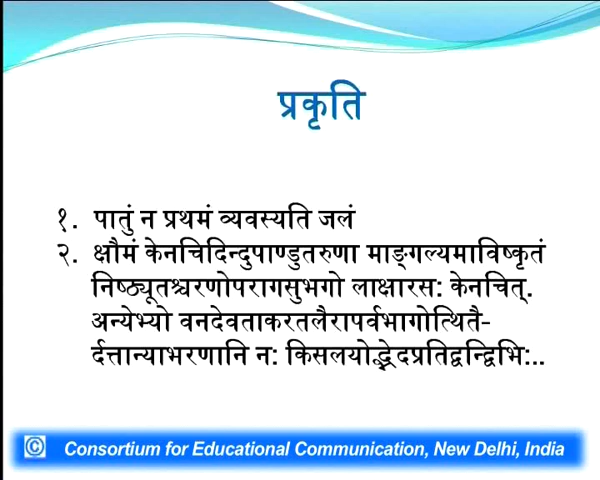 प्रकृति
१. पातुं न प्रथमं व्यवस्यति जलं
२. क्षौमं केनचिदिन्दुपाण्डुतरुणा माङ्गल्यमाविष्कृतं
निष्ठ्यूतश्चरणोपरागसुभगो लाक्षारस: केनचित्.
अन्येभ्यो वनदेवताकरतलैरापर्वभागोत्थितै-
र्दत्तान्याभरणानि न: किसलयोद्भेदप्रतिद्वन्द्विभि:..
© Consortium for Educational Communication, New Delhi, India